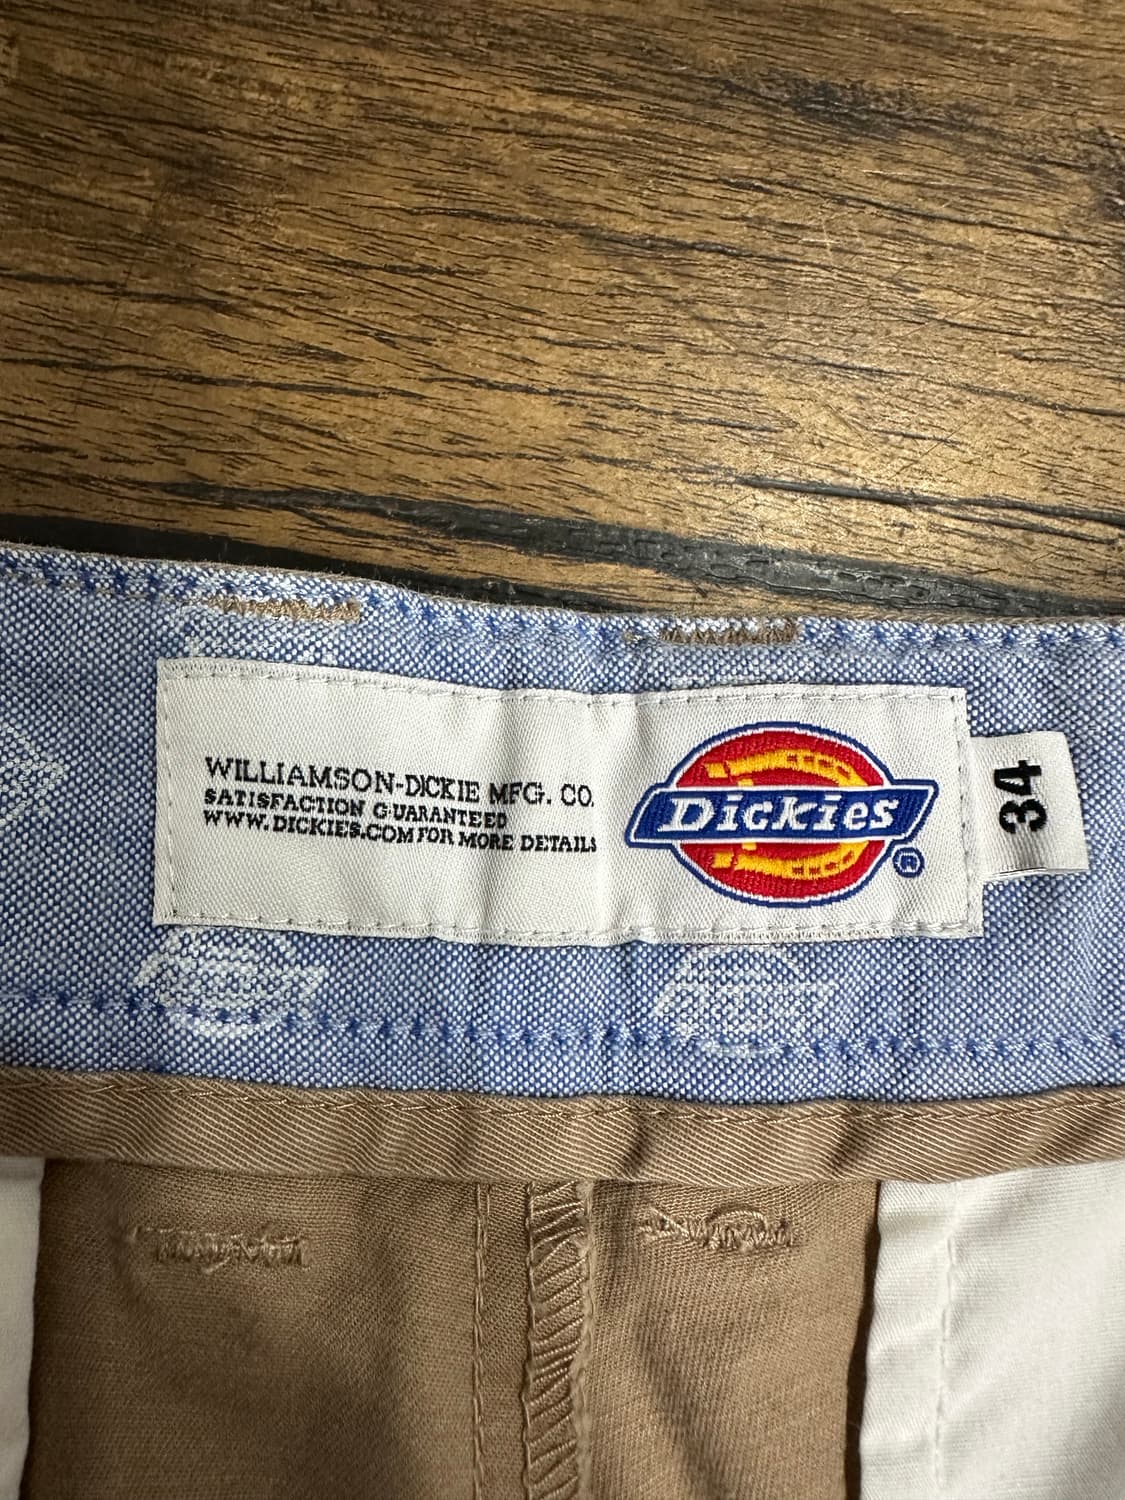 WILLIAMSON-DICKIE MFG. CO.
SATISFACTION GUARANTEED
WWW.DICKIES.COM FOR MORE DETAILS
Dickies
®
34